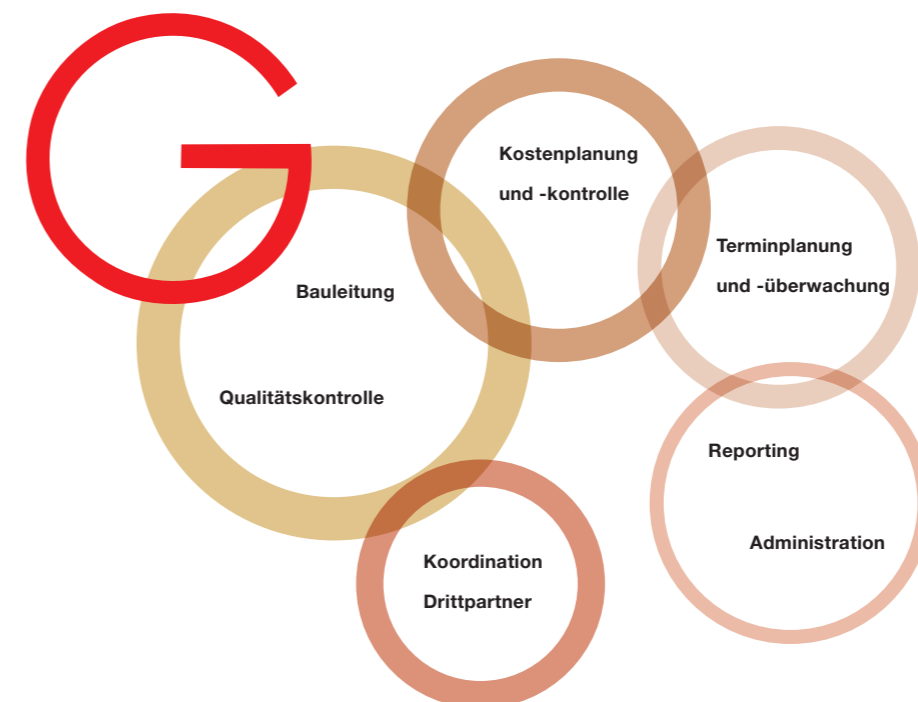 G
Bauleitung
Qualitätskontrolle
Kostenplanung
und -kontrolle
Terminplanung
und -überwachung
Reporting
Administration
Koordination
Drittpartner